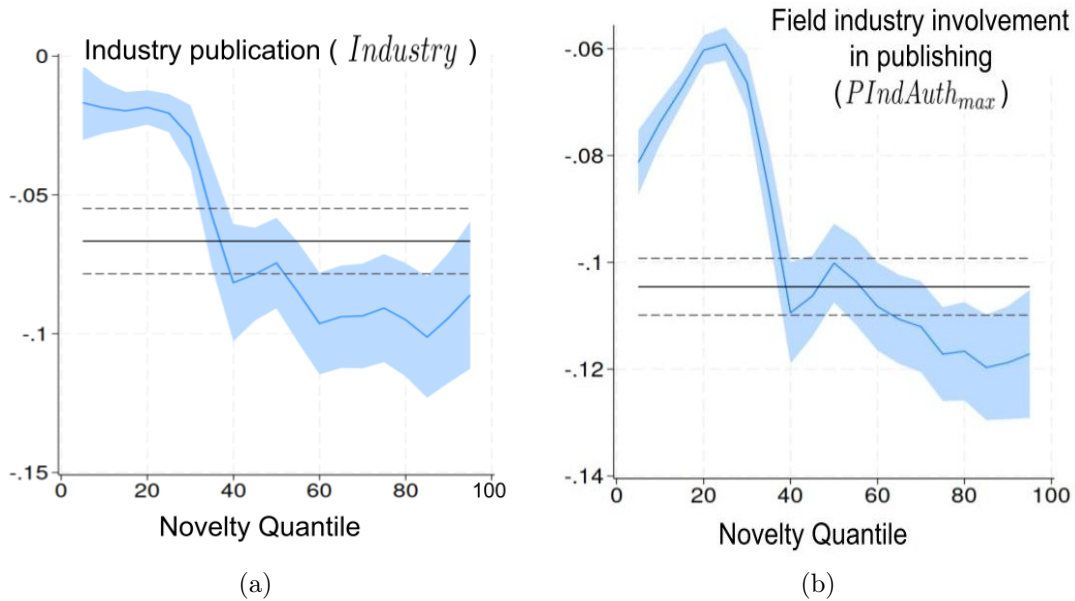 Industry publication ( Industry )
0
-.05
-.1
-.15
0 20 40 60 80 100
Novelty Quantile
(a)
Field industry involvement
in publishing
(PIndAuth_max)
-.06
-.08
-.1
-.12
-.14
0 20 40 60 80 100
Novelty Quantile
(b)